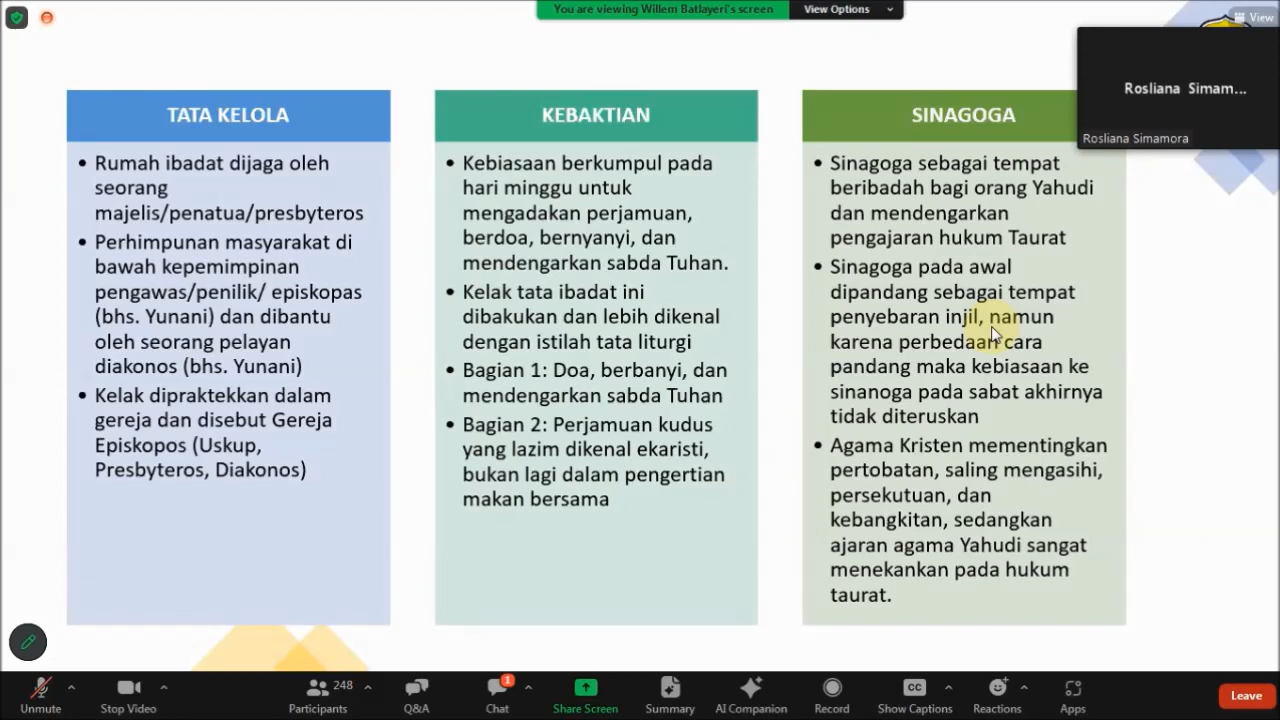 You are viewing Willem Batlayeri's screen
View Options
View
Rosliana Simam...
Rosliana Simamora
TATA KELOLA
• Rumah ibadat dijaga oleh
seorang
majelis/penatua/presbyteros
• Perhimpunan masyarakat di
bawah kepemimpinan
pengawas/penilik/ episkopas
(bhs. Yunani) dan dibantu
oleh seorang pelayan
diakonos (bhs. Yunani)
• Kelak dipraktekkan dalam
gereja dan disebut Gereja
Episkopos (Uskup,
Presbyteros, Diakonos)
KEBAKTIAN
• Kebiasaan berkumpul pada
hari minggu untuk
mengadakan perjamuan,
berdoa, bernyanyi, dan
mendengarkan sabda Tuhan.
• Kelak tata ibadat ini
dibakukan dan lebih dikenal
dengan istilah tata liturgi
• Bagian 1: Doa, berbanyi, dan
mendengarkan sabda Tuhan
• Bagian 2: Perjamuan kudus
yang lazim dikenal ekaristi,
bukan lagi dalam pengertian
makan bersama
SINAGOGA
• Sinagoga sebagai tempat
beribadah bagi orang Yahudi
dan mendengarkan
pengajaran hukum Taurat
• Sinagoga pada awal
dipandang sebagai tempat
penyebaran injil, namun
karena perbedaan cara
pandang maka kebiasaan ke
sinanoga pada sabat akhirnya
tidak diteruskan
• Agama Kristen mementingkan
pertobatan, saling mengasihi,
persekutuan, dan
kebangkitan, sedangkan
ajaran agama Yahudi sangat
menekankan pada hukum
taurat.
Unmute
Stop Video
248
Participants
Q&A
1
Chat
Share Screen
Summary
AI Companion
Record
CC
Show Captions
Reactions
Apps
Leave